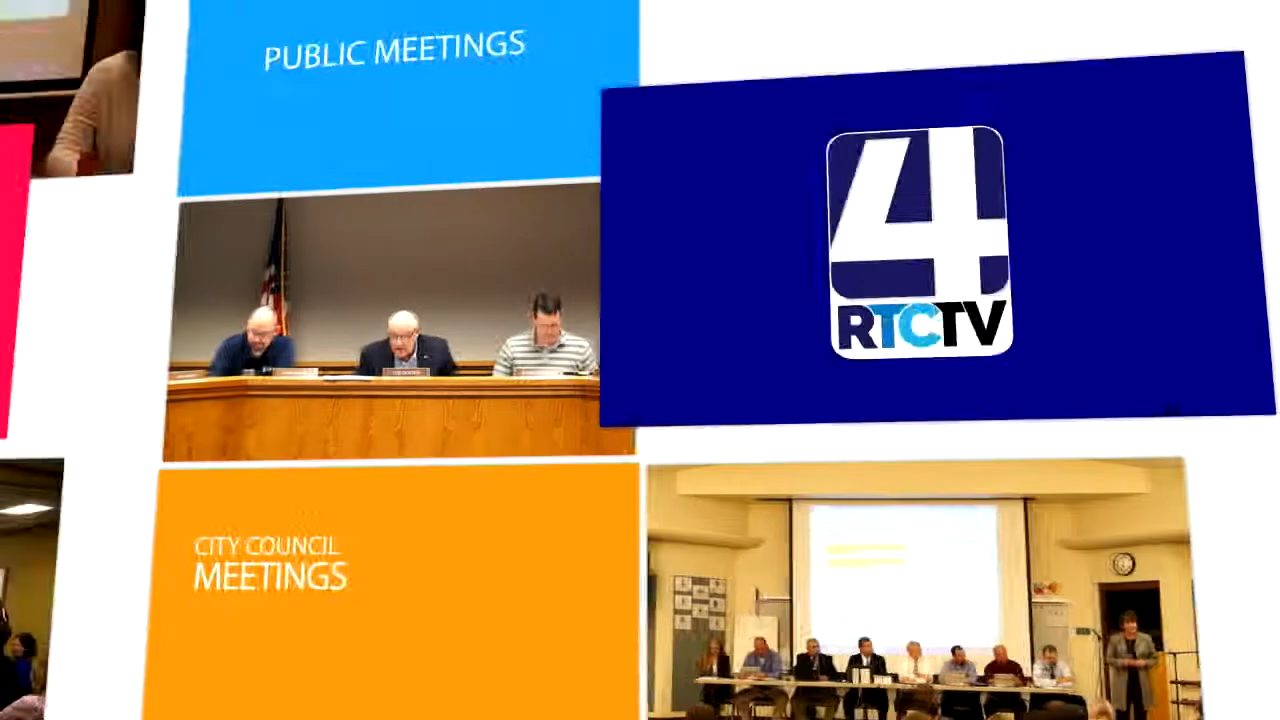 PUBLIC MEETINGS
4
RTCTV
CITY COUNCIL
MEETINGS